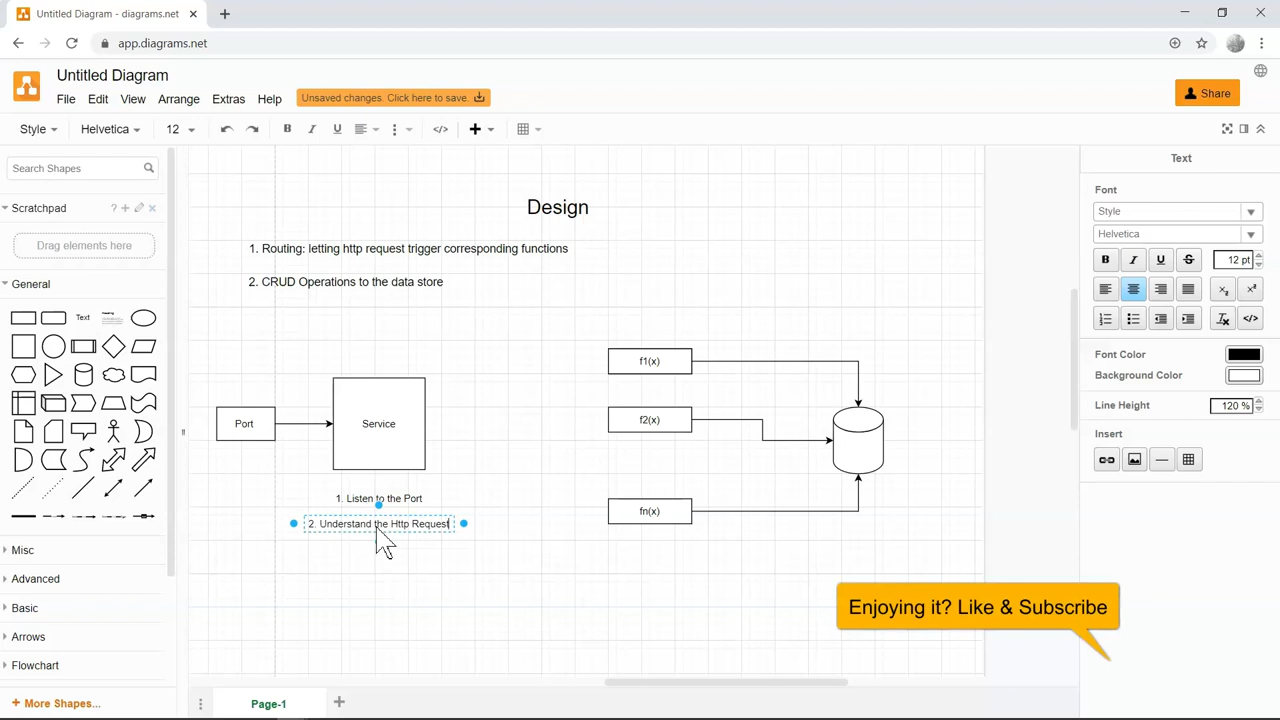 Untitled Diagram - diagrams.net
app.diagrams.net
Untitled Diagram
File Edit View Arrange Extras Help Unsaved changes. Click here to save.
Share
Style Helvetica 12 B I U </>
Search Shapes
Scratchpad ?
Drag elements here
General
Text
Heading
Misc
Advanced
Basic
Arrows
Flowchart
+ More Shapes...
Design
1. Routing: letting http request trigger corresponding functions
2. CRUD Operations to the data store
Port
Service
1. Listen to the Port
2. Understand the Http Request
f1(x)
f2(x)
fn(x)
Enjoying it? Like & Subscribe
Page-1
Text
Font
Style
Helvetica
B I U S 12 pt
Font Color
Background Color
Line Height 120 %
Insert